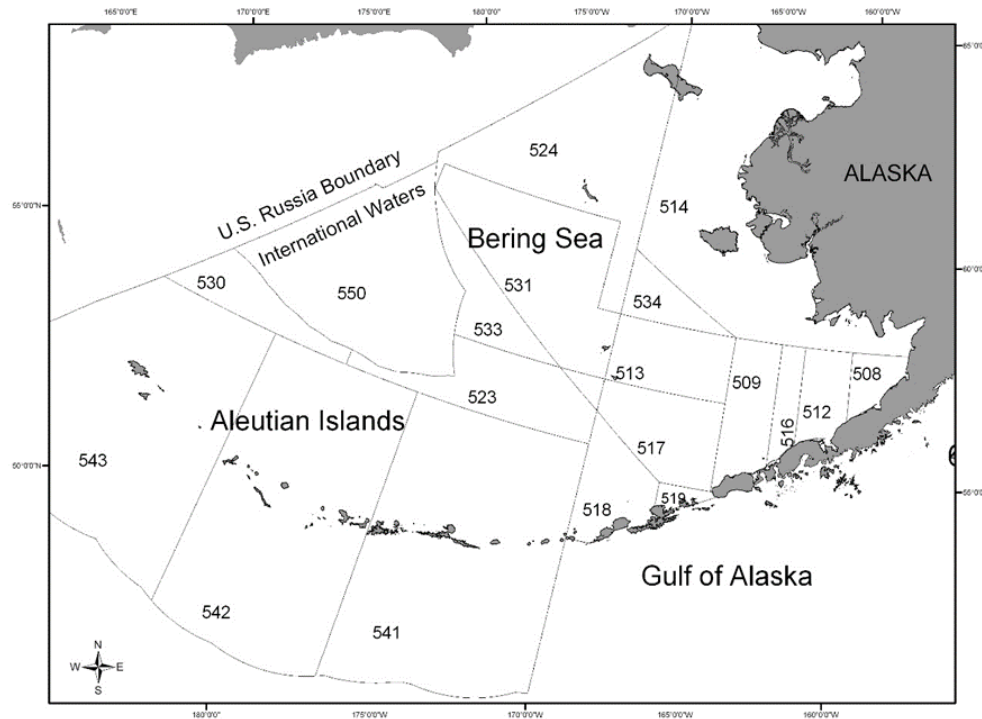 165°0'0"E 170°0'0"E 175°0'0"E 180°0'0" 175°0'0"W 170°0'0"W 165°0'0"W 160°0'0"W
65°0'0"
524
ALASKA
U.S. Russia Boundary
55°0'0"N
514
International Waters
Bering Sea
60°0'0"
530
550
531
534
533
513
509
508
523
512
Aleutian Islands
516
517
543
50°0'0"N
519
55°0'0"
518
Gulf of Alaska
542
541
N
W E
S
180°0'0" 175°0'0"W 170°0'0"W 165°0'0"W 160°0'0"W